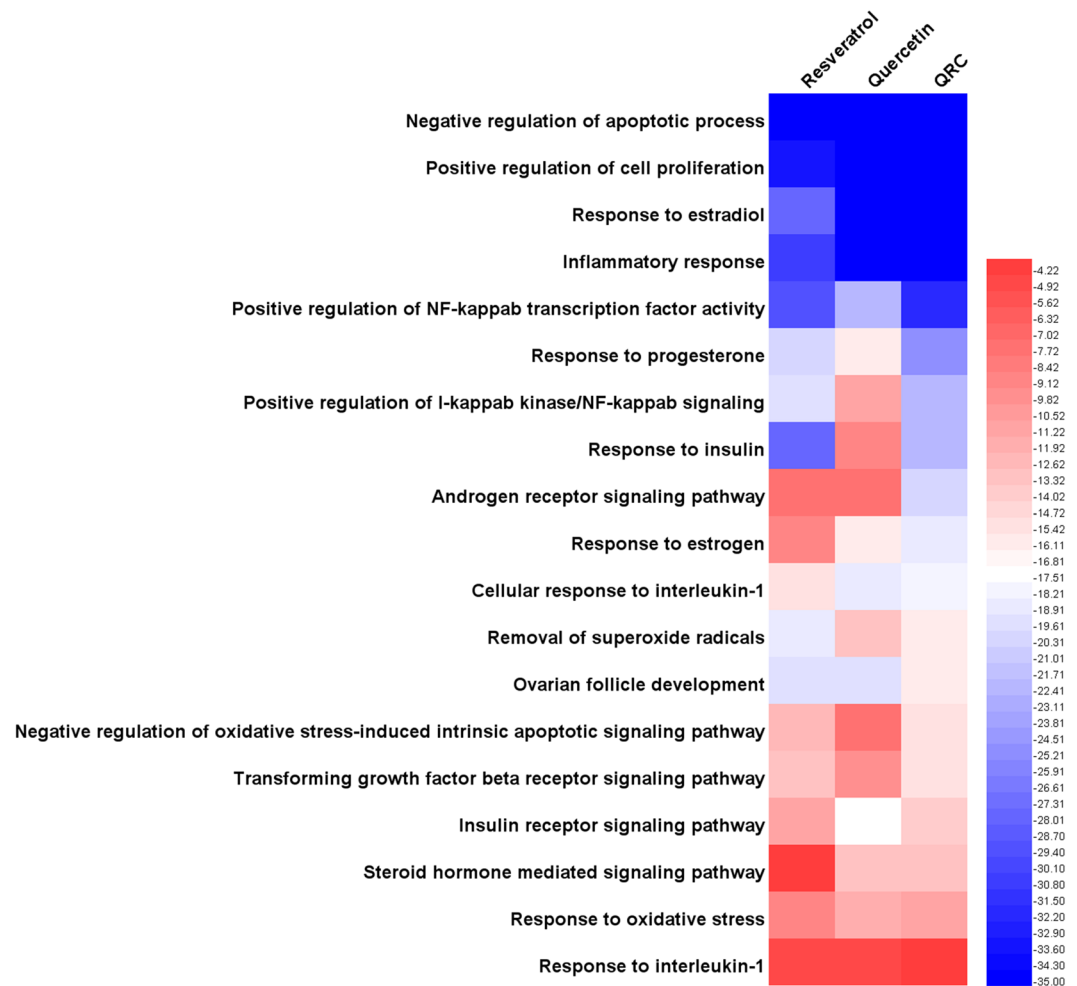 Resveratrol
Quercetin
QRC
Negative regulation of apoptotic process
Positive regulation of cell proliferation
Response to estradiol
Inflammatory response
Positive regulation of NF-kappab transcription factor activity
Response to progesterone
Positive regulation of I-kappab kinase/NF-kappab signaling
Response to insulin
Androgen receptor signaling pathway
Response to estrogen
Cellular response to interleukin-1
Removal of superoxide radicals
Ovarian follicle development
Negative regulation of oxidative stress-induced intrinsic apoptotic signaling pathway
Transforming growth factor beta receptor signaling pathway
Insulin receptor signaling pathway
Steroid hormone mediated signaling pathway
Response to oxidative stress
Response to interleukin-1
-4.22
-4.92
-5.62
-6.32
-7.02
-7.72
-8.42
-9.12
-9.82
-10.52
-11.22
-11.92
-12.62
-13.32
-14.02
-14.72
-15.42
-16.11
-16.81
-17.51
-18.21
-18.91
-19.61
-20.31
-21.01
-21.71
-22.41
-23.11
-23.81
-24.51
-25.21
-25.91
-26.61
-27.31
-28.01
-28.70
-29.40
-30.10
-30.80
-31.50
-32.20
-32.90
-33.60
-34.30
-35.00